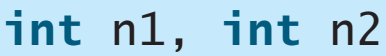 int n1, int n2